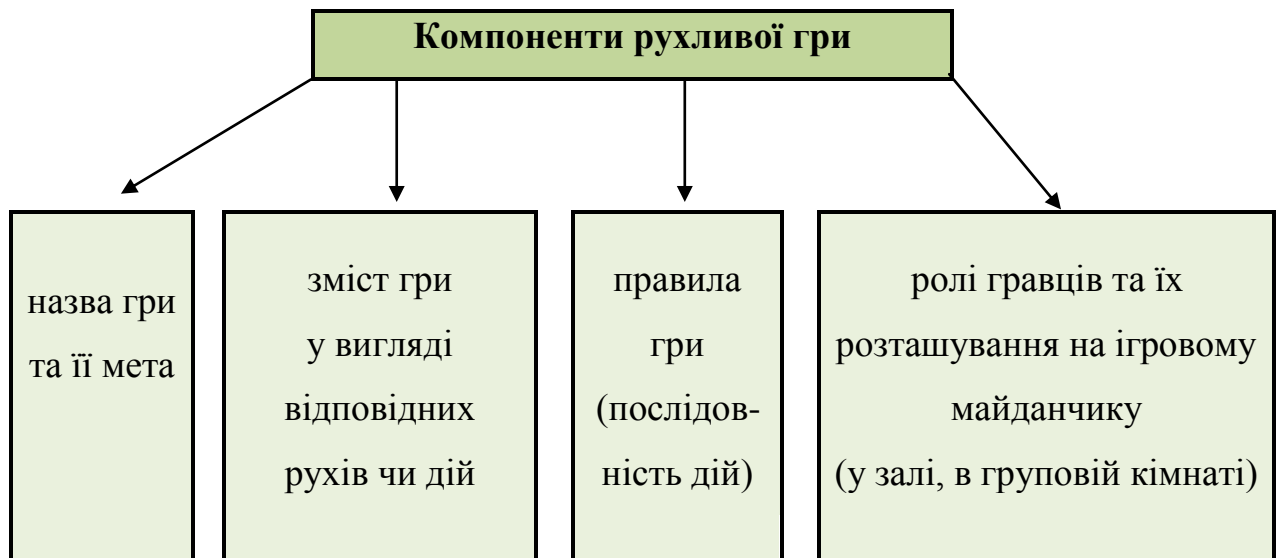 Компоненти рухливої гри
назва гри
та її мета
зміст гри
у вигляді
відповідних
рухів чи дій
правила
гри
(послідов-
ність дій)
ролі гравців та їх
розташування на ігровому
майданчику
(у залі, в груповій кімнаті)